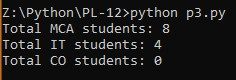 Z:\Python\PL-12>python p3.py
Total MCA students: 8
Total IT students: 4
Total CO students: 0